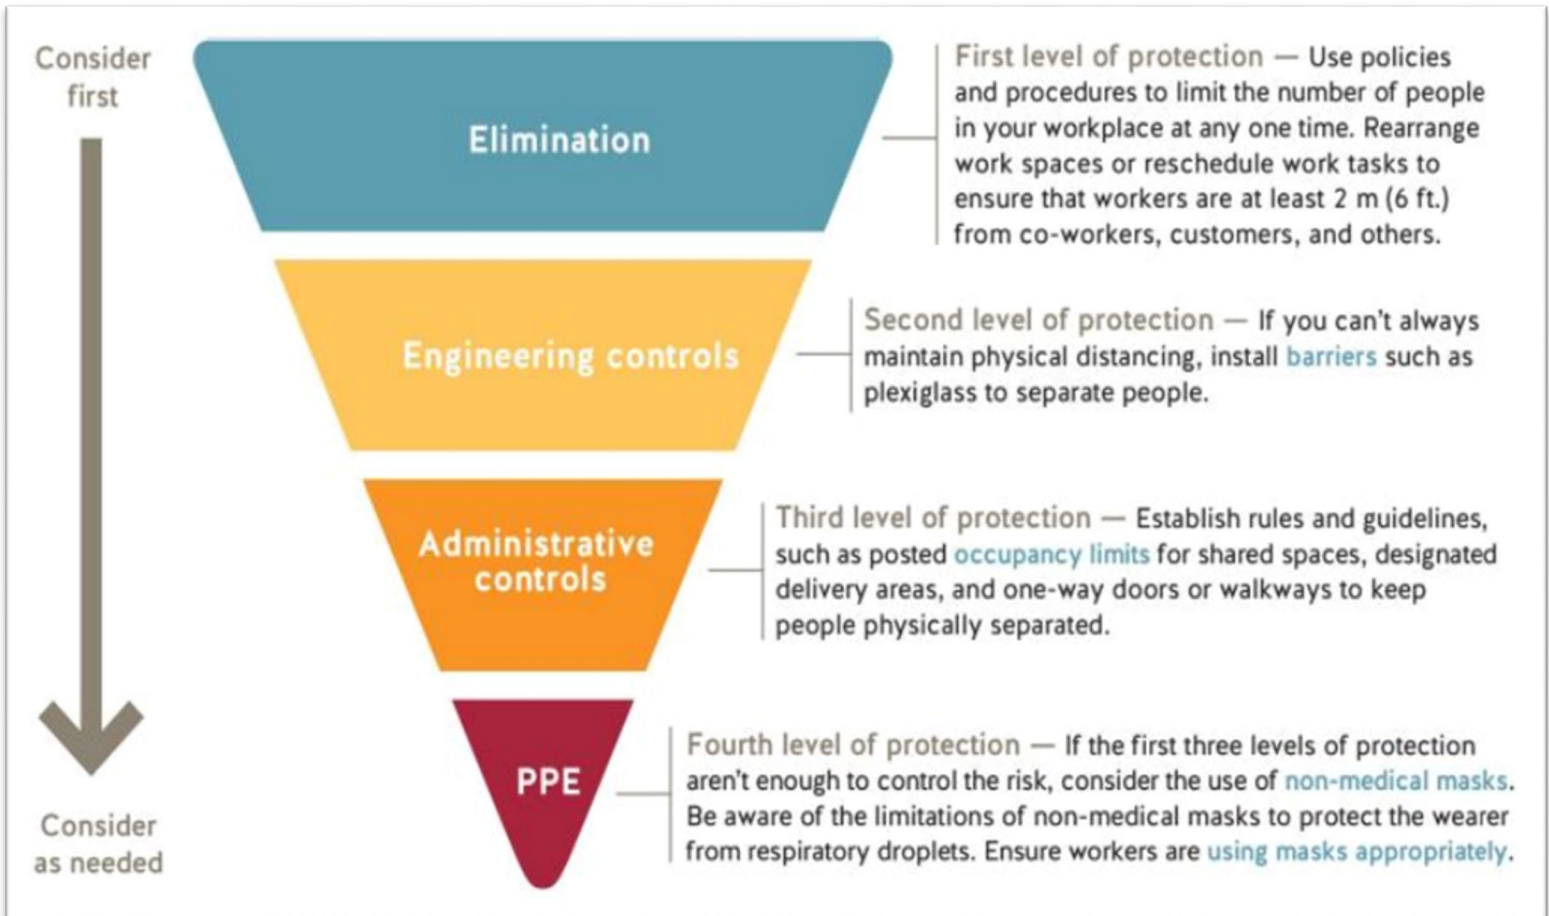 Consider
first
Elimination
First level of protection — Use policies
and procedures to limit the number of people
in your workplace at any one time. Rearrange
work spaces or reschedule work tasks to
ensure that workers are at least 2 m (6 ft.)
from co-workers, customers, and others.
Engineering controls
Second level of protection — If you can't always
maintain physical distancing, install barriers such as
plexiglass to separate people.
Administrative
controls
Third level of protection — Establish rules and guidelines,
such as posted occupancy limits for shared spaces, designated
delivery areas, and one-way doors or walkways to keep
people physically separated.
PPE
Fourth level of protection — If the first three levels of protection
aren't enough to control the risk, consider the use of non-medical masks.
Be aware of the limitations of non-medical masks to protect the wearer
from respiratory droplets. Ensure workers are using masks appropriately.
Consider
as needed